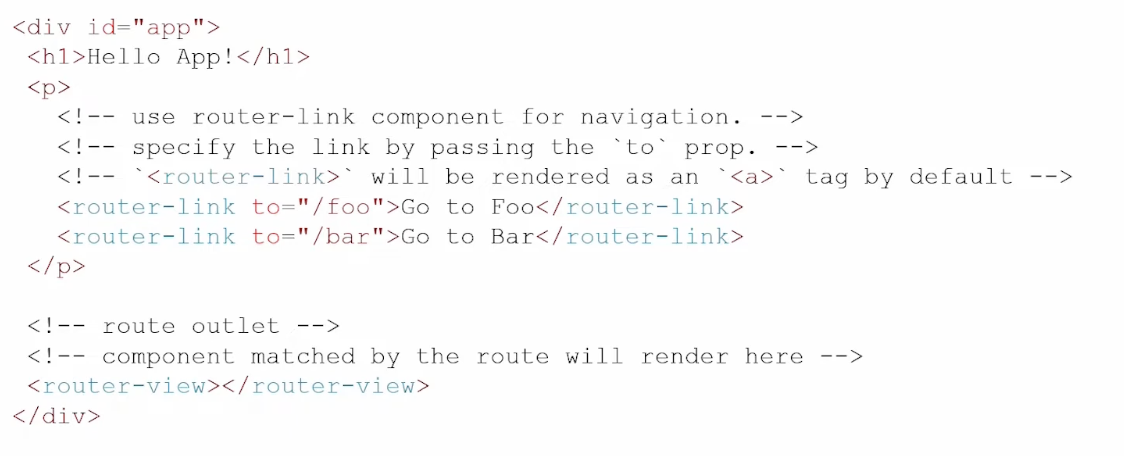 <div id="app">
<h1>Hello App!</h1>
<p>
<!-- use router-link component for navigation. -->
<!-- specify the link by passing the `to` prop. -->
<!-- `<router-link>` will be rendered as an `<a>` tag by default -->
<router-link to="/foo">Go to Foo</router-link>
<router-link to="/bar">Go to Bar</router-link>
</p>
<!-- route outlet -->
<!-- component matched by the route will render here -->
<router-view></router-view>
</div>